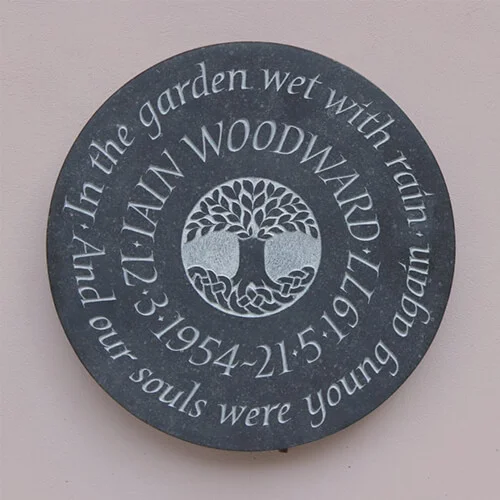 In the garden wet with rain ·
And our souls were young again ·
IAIN WOODWARD ·
12·3·1954~21·5·1977 ·